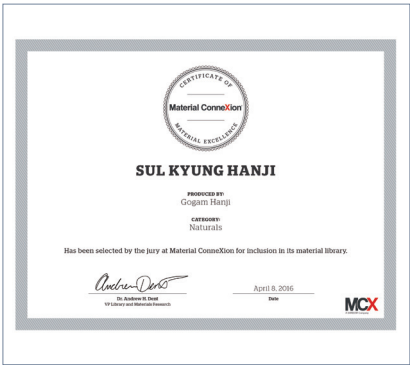 CERTIFICATE OF
Material ConneXion
MATERIAL EXCELLENCE
SUL KYUNG HANJI
PRODUCED BY:
Gogam Hanji
CATEGORY:
Naturals
Has been selected by the jury at Material ConneXion for inclusion in its material library.
Andrew Dent
Dr. Andrew H. Dent
VP Library and Materials Research
April 8, 2016
Date
MCX